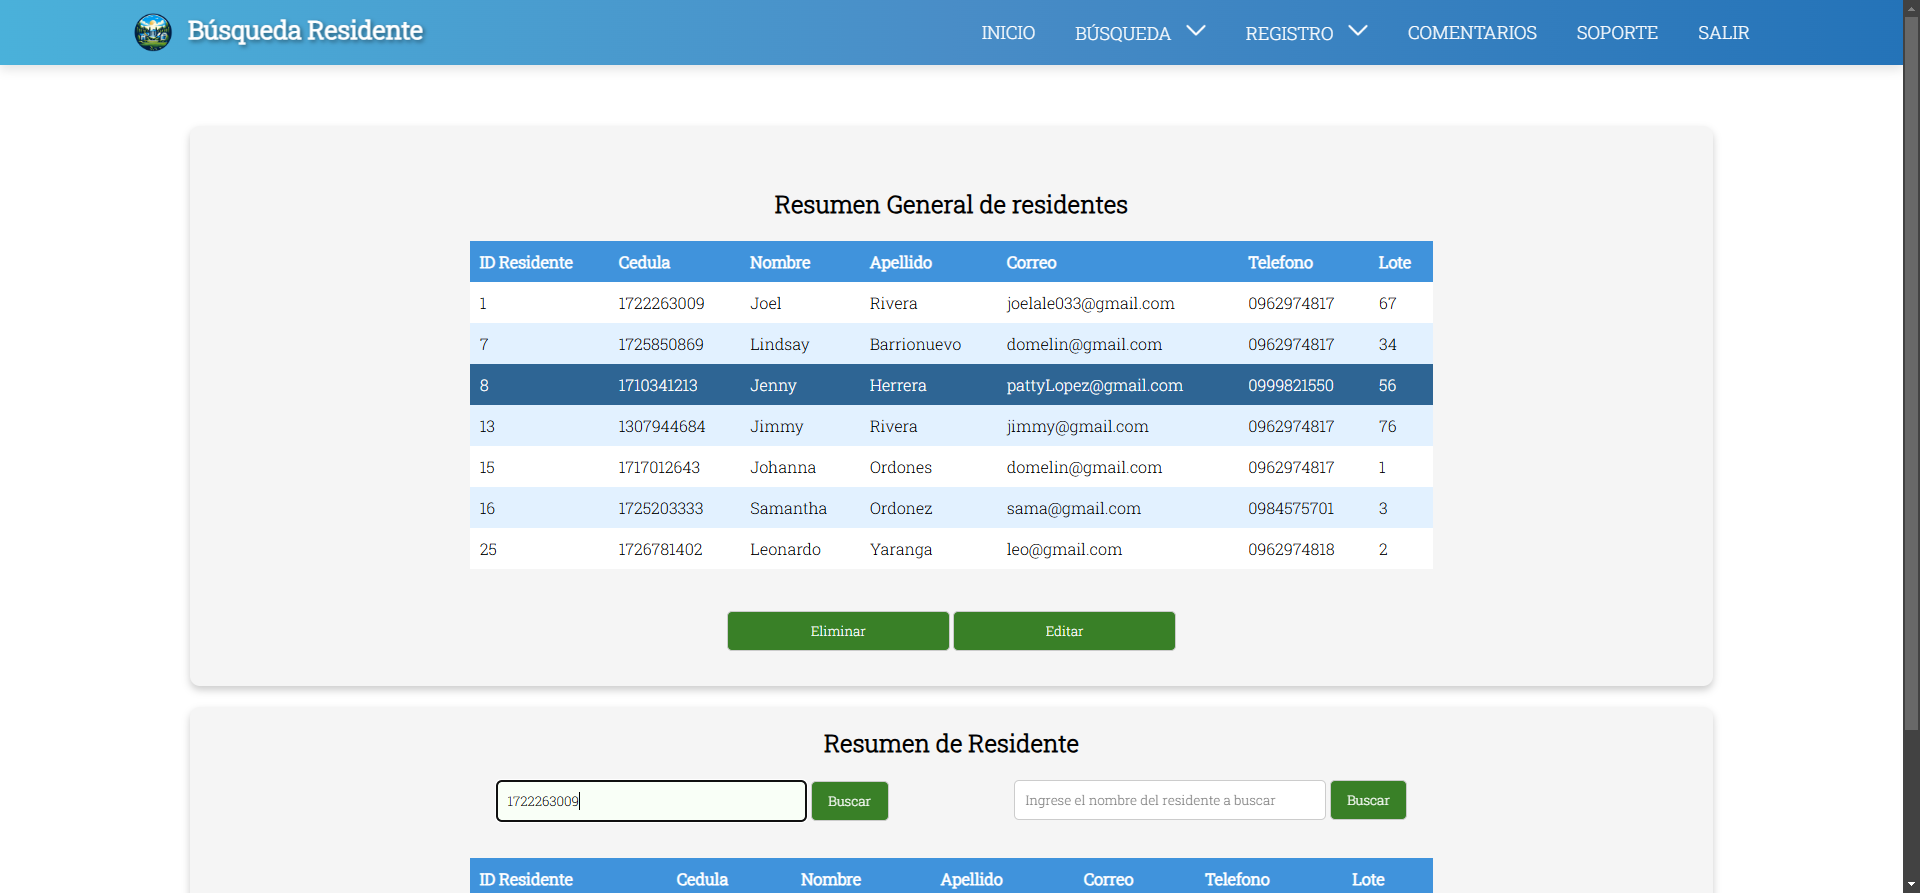 Búsqueda Residente
INICIO BÚSQUEDA REGISTRO COMENTARIOS SOPORTE SALIR
Resumen General de residentes
ID Residente Cedula Nombre Apellido Correo Telefono Lote
1 1722263009 Joel Rivera joelale033@gmail.com 0962974817 67
7 1725850869 Lindsay Barrionuevo domelin@gmail.com 0962974817 34
8 1710341213 Jenny Herrera pattyLopez@gmail.com 0999821550 56
13 1307944684 Jimmy Rivera jimmy@gmail.com 0962974817 76
15 1717012643 Johanna Ordones domelin@gmail.com 0962974817 1
16 1725203333 Samantha Ordonez sama@gmail.com 0984575701 3
25 1726781402 Leonardo Yaranga leo@gmail.com 0962974818 2
Eliminar Editar
Resumen de Residente
1722263009 Buscar Ingrese el nombre del residente a buscar Buscar
ID Residente Cedula Nombre Apellido Correo Telefono Lote